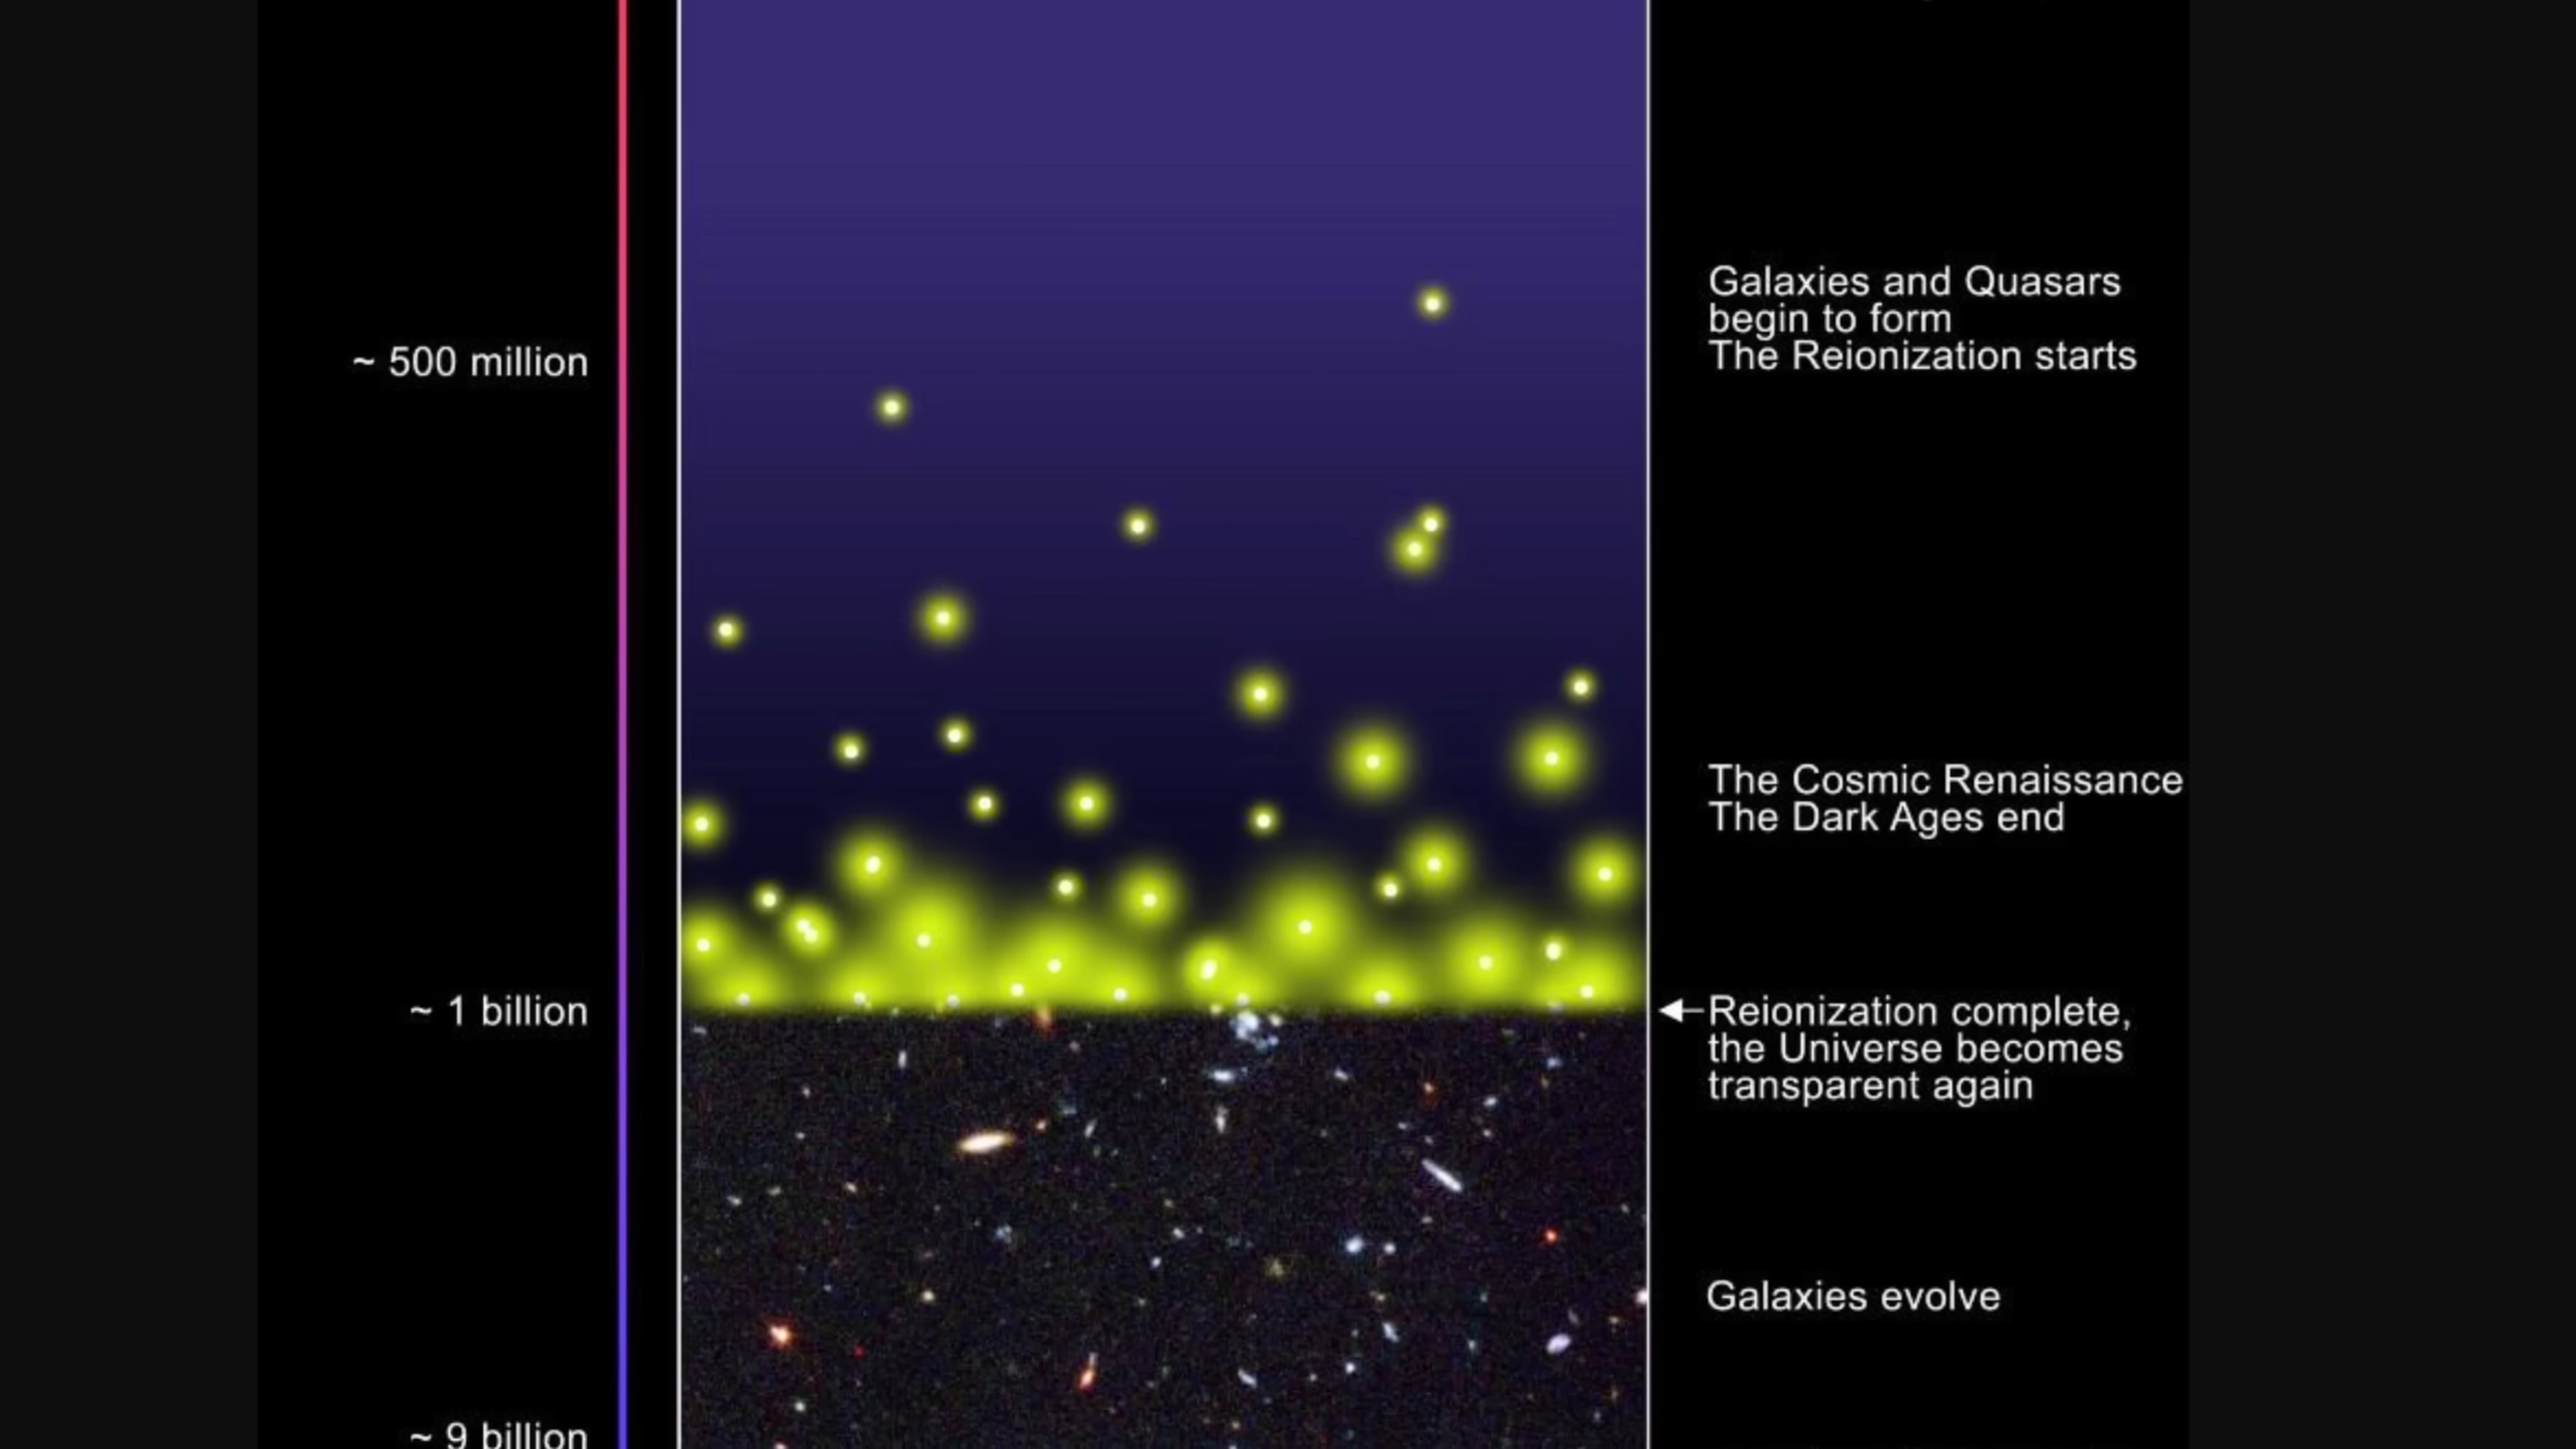 Galaxies and Quasars
begin to form
The Reionization starts
~ 500 million
The Cosmic Renaissance
The Dark Ages end
~ 1 billion
Reionization complete,
the Universe becomes
transparent again
Galaxies evolve
~ 9 billion